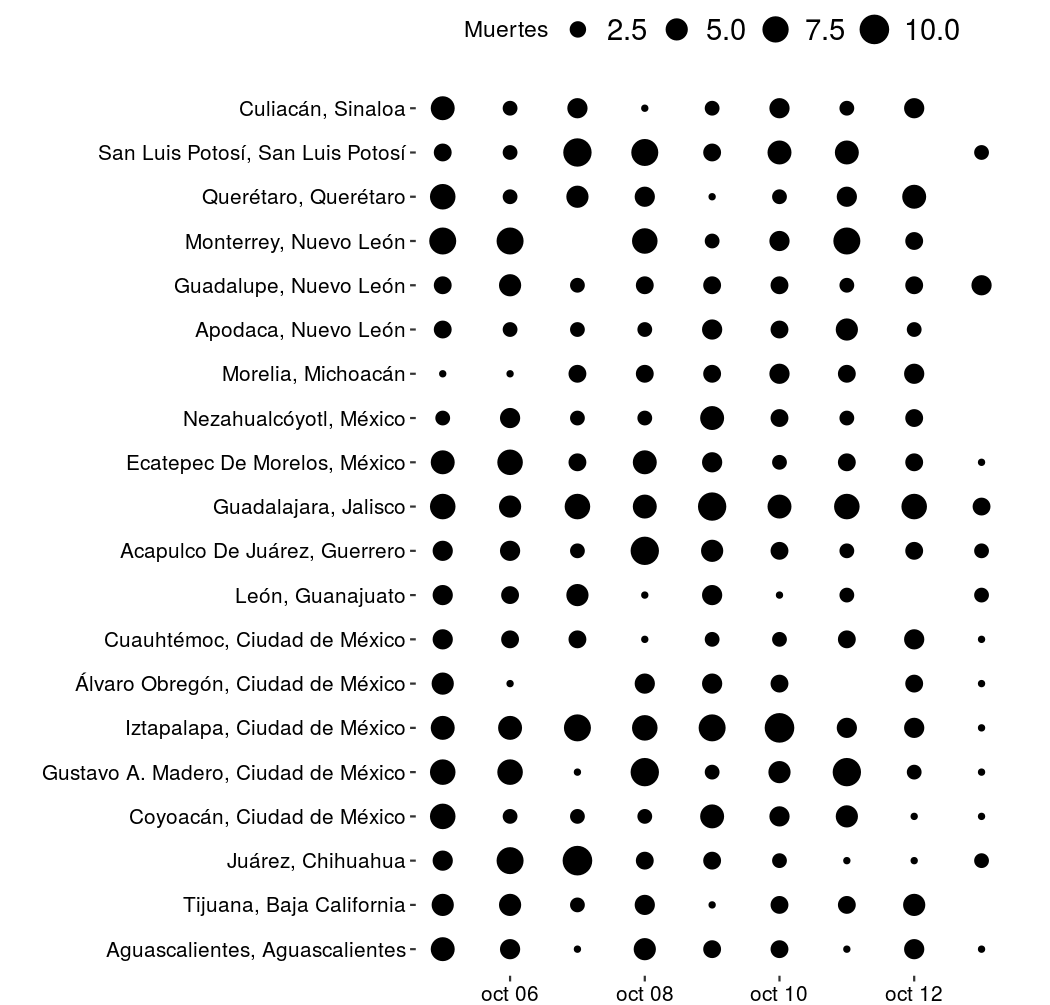 Muertes 2.5 5.0 7.5 10.0
Culiacán, Sinaloa
San Luis Potosí, San Luis Potosí
Querétaro, Querétaro
Monterrey, Nuevo León
Guadalupe, Nuevo León
Apodaca, Nuevo León
Morelia, Michoacán
Nezahualcóyotl, México
Ecatepec De Morelos, México
Guadalajara, Jalisco
Acapulco De Juárez, Guerrero
León, Guanajuato
Cuauhtémoc, Ciudad de México
Álvaro Obregón, Ciudad de México
Iztapalapa, Ciudad de México
Gustavo A. Madero, Ciudad de México
Coyoacán, Ciudad de México
Juárez, Chihuahua
Tijuana, Baja California
Aguascalientes, Aguascalientes
oct 06 oct 08 oct 10 oct 12